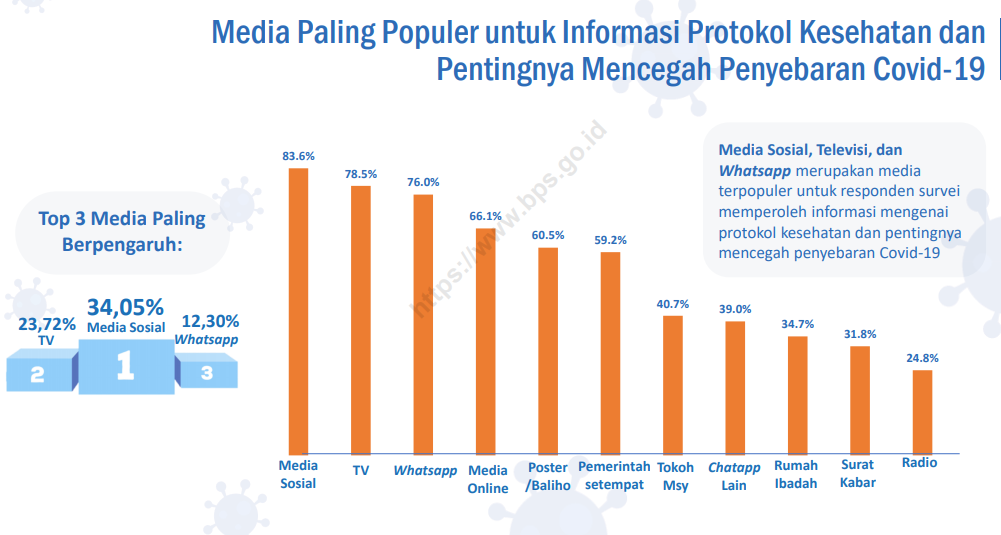 Media Paling Populer untuk Informasi Protokol Kesehatan dan
Pentingnya Mencegah Penyebaran Covid-19
Top 3 Media Paling
Berpengaruh:
34,05%
Media Sosial
23,72%
TV
12,30%
Whatsapp
2
1
3
83.6%
78.5%
76.0%
66.1%
60.5%
59.2%
40.7%
39.0%
34.7%
31.8%
24.8%
Media
Sosial
TV
Whatsapp
Media
Online
Poster
/Baliho
Pemerintah
setempat
Tokoh
Msy
Chatapp
Lain
Rumah
Ibadah
Surat
Kabar
Radio
Media Sosial, Televisi, dan
Whatsapp merupakan media
terpopuler untuk responden survei
memperoleh informasi mengenai
protokol kesehatan dan pentingnya
mencegah penyebaran Covid-19
https://www.bps.go.id